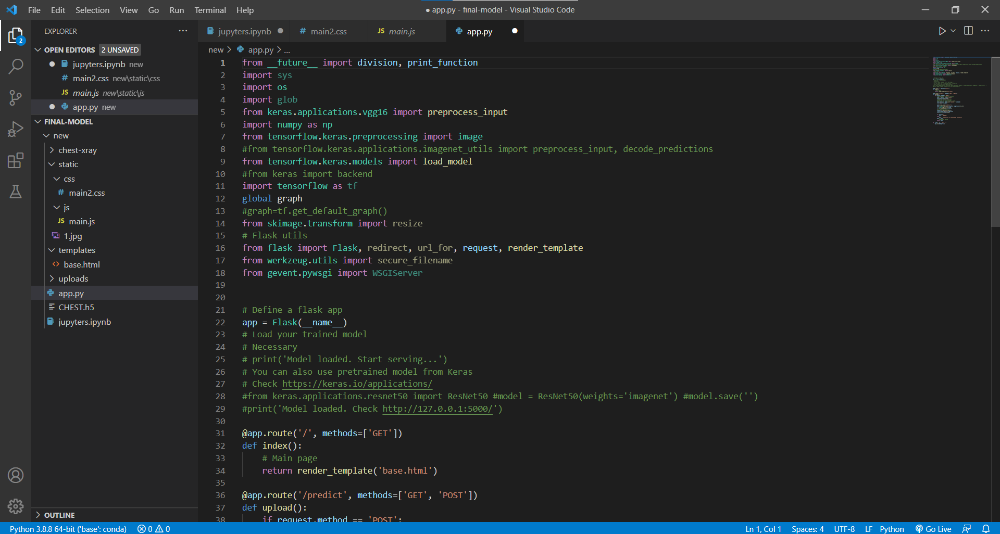 File Edit Selection View Go Run Terminal Help
● app.py - final-model - Visual Studio Code
EXPLORER
OPEN EDITORS 2 UNSAVED
jupyters.ipynb new
main2.css new\static\css
JS main.js new\static\js
app.py new
FINAL-MODEL
new
chest-xray
static
css
# main2.css
js
JS main.js
1.jpg
templates
<> base.html
uploads
app.py
CHEST.h5
jupyters.ipynb
OUTLINE
2
jupyters.ipynb
# main2.css
JS main.js
app.py
new > app.py > ...
1 from __future__ import division, print_function
2 import sys
3 import os
4 import glob
5 from keras.applications.vgg16 import preprocess_input
6 import numpy as np
7 from tensorflow.keras.preprocessing import image
8 #from tensorflow.keras.applications.imagenet_utils import preprocess_input, decode_predictions
9 from tensorflow.keras.models import load_model
10 #from keras import backend
11 import tensorflow as tf
12 global graph
13 #graph=tf.get_default_graph()
14 from skimage.transform import resize
15 # Flask utils
16 from flask import Flask, redirect, url_for, request, render_template
17 from werkzeug.utils import secure_filename
18 from gevent.pywsgi import WSGIServer
19
20
21 # Define a flask app
22 app = Flask(__name__)
23 # Load your trained model
24 # Necessary
25 # print('Model loaded. Start serving...')
26 # You can also use pretrained model from Keras
27 # Check https://keras.io/applications/
28 #from keras.applications.resnet50 import ResNet50 #model = ResNet50(weights='imagenet') #model.save('')
29 #print('Model loaded. Check http://127.0.0.1:5000/')
30
31 @app.route('/', methods=['GET'])
32 def index():
33 # Main page
34 return render_template('base.html')
35
36 @app.route('/predict', methods=['GET', 'POST'])
37 def upload():
38 if request.method == 'POST':
Python 3.8.8 64-bit ('base': conda) 0 0
Ln 1, Col 1 Spaces: 4 UTF-8 LF Python Go Live